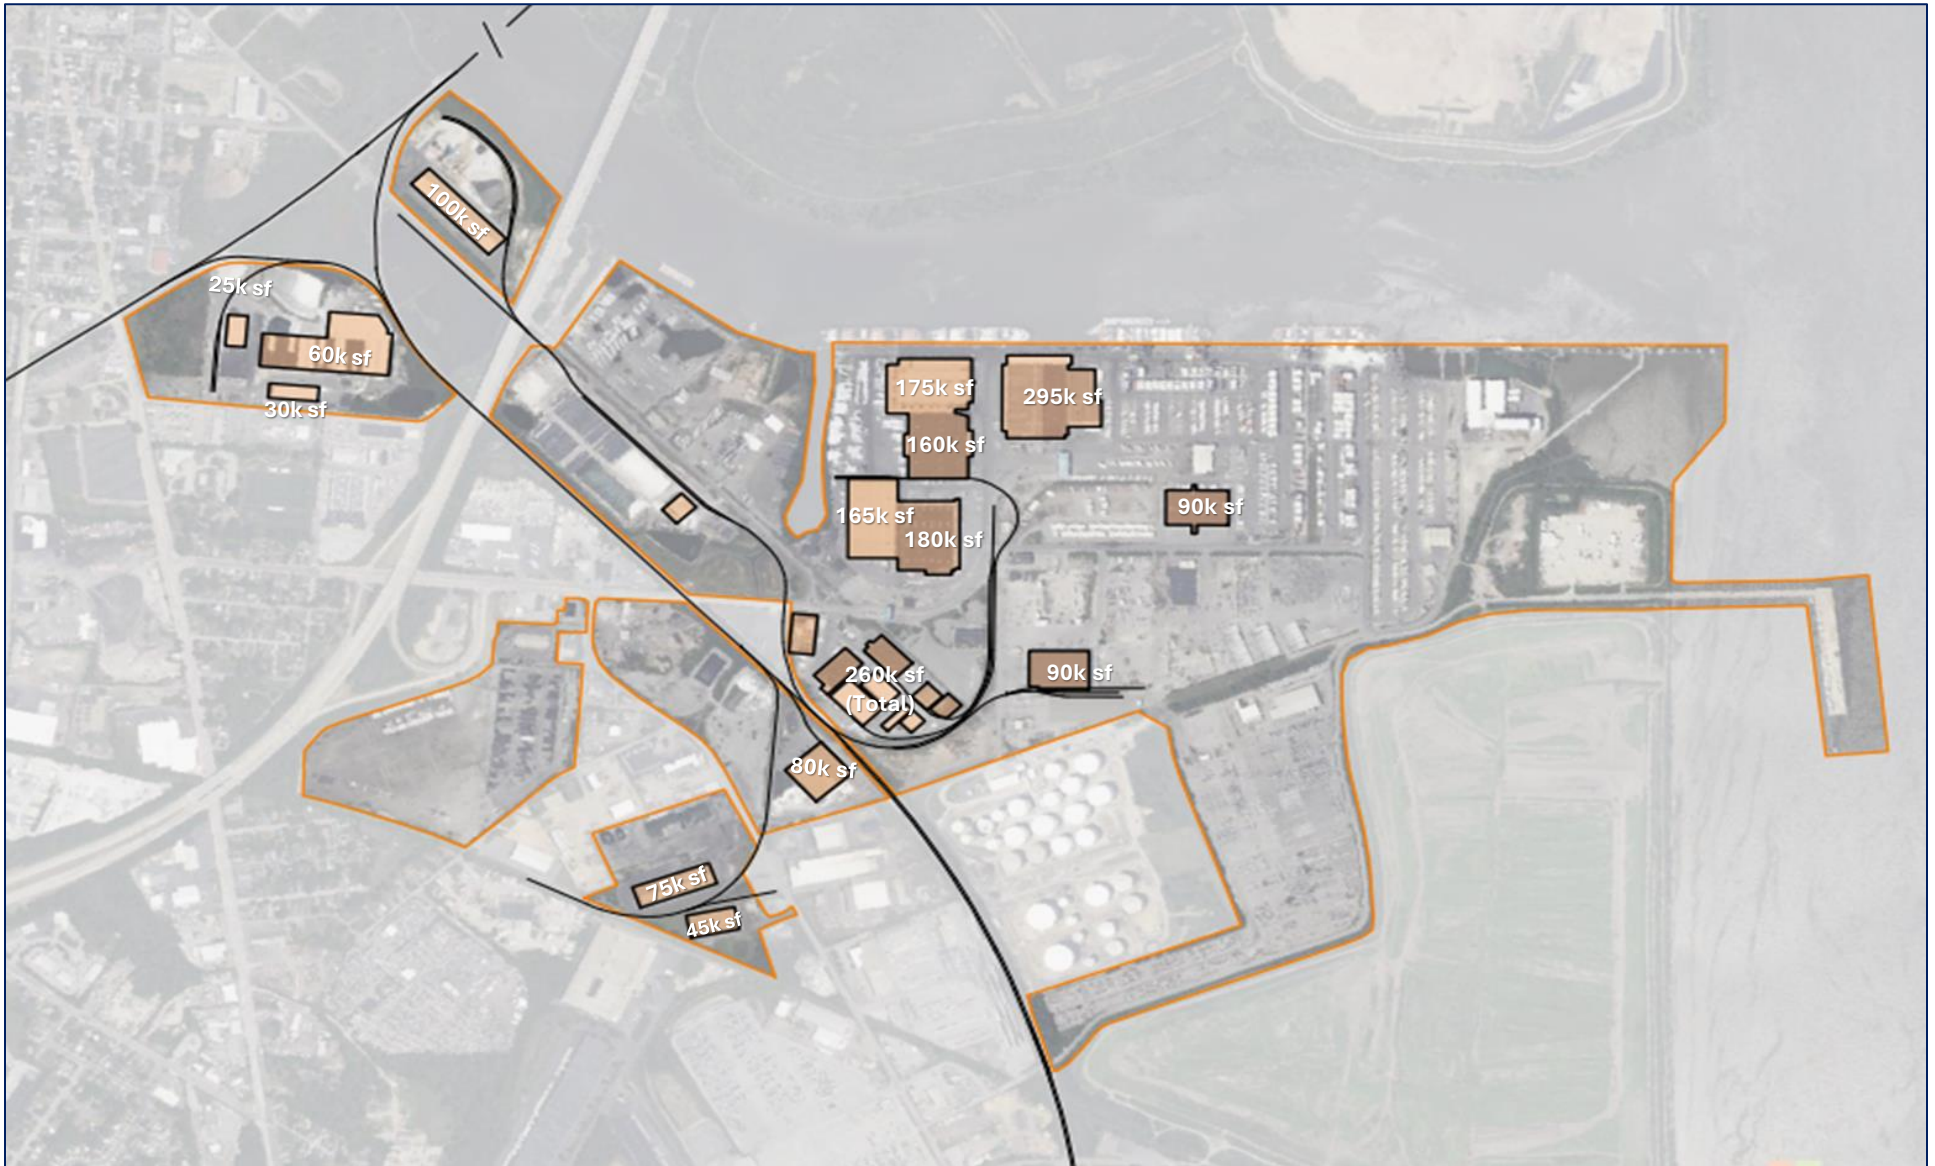 100k sf
25k sf
60k sf
30k sf
175k sf
295k sf
160k sf
165k sf
180k sf
90k sf
260k sf
(Total)
90k sf
80k sf
75k sf
45k sf